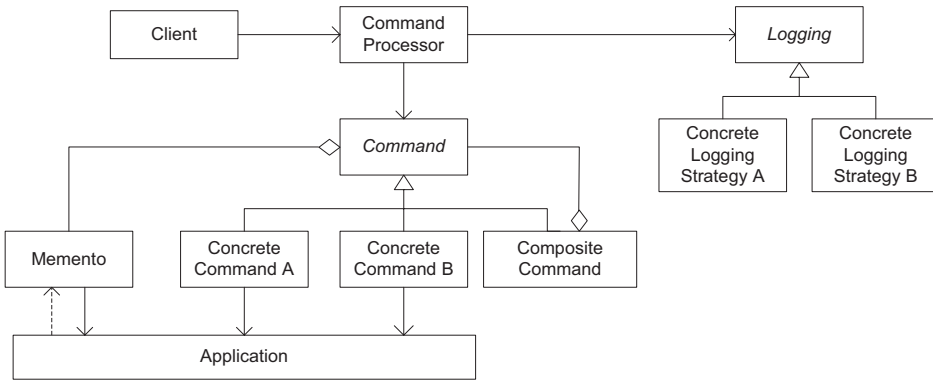 Client
Command
Processor
Logging
Command
Concrete
Logging
Strategy A
Concrete
Logging
Strategy B
Memento
Concrete
Command A
Concrete
Command B
Composite
Command
Application